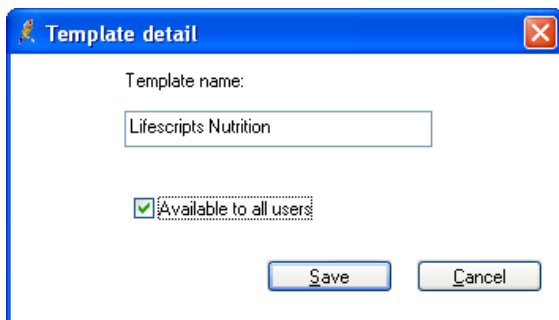 Template detail
Template name:
Lifescripts Nutrition
Available to all users
Save Cancel